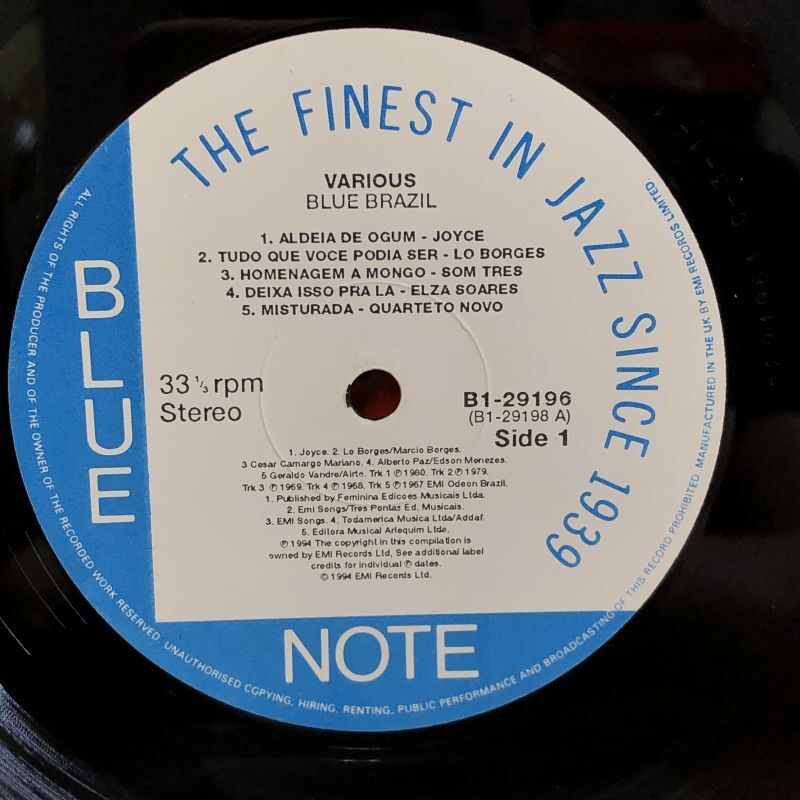 THE FINEST IN JAZZ SINCE 1939
VARIOUS
BLUE BRAZIL
1. ALDEIA DE OGUM - JOYCE
2. TUDO QUE VOCE PODIA SER - LO BORGES
3. HOMENAGEM A MONGO - SOM TRES
4. DEIXA ISSO PRA LA - ELZA SOARES
5. MISTURADA - QUARTETO NOVO
33 ⅓ rpm
Stereo
B1-29196
(B1-29198 A)
Side 1
1. Joyce. 2. Lo Borges/Marcio Borges.
3 Cesar Camargo Mariano. 4. Alberto Paz/Edson Menezes.
5 Geraldo Vandre/Airto. Trk 1 ℗ 1980. Trk 2 ℗ 1979.
Trk 3 ℗ 1969. Trk 4 ℗ 1968. Trk 5 ℗ 1967 EMI Odeon Brazil.
1. Published by Feminina Edicoes Musicais Ltda.
2. Emi Songs/Tres Pontas Ed. Musicais.
3. EMI Songs. 4. Todamerica Musica Ltda/Addaf.
5. Editora Musical Arlequim Ltde.
℗ 1994 The copyright in this compilation is
owned by EMI Records Ltd, See additional label
credits for individual ℗ dates.
© 1994 EMI Records Ltd.
BLUE
NOTE
ALL RIGHTS OF THE PRODUCER AND OF THE OWNER OF THE RECORDED WORK RESERVED. UNAUTHORISED COPYING, HIRING, RENTING, PUBLIC PERFORMANCE AND BROADCASTING OF THIS RECORD PROHIBITED. MANUFACTURED IN THE UK BY EMI RECORDS LIMITED.